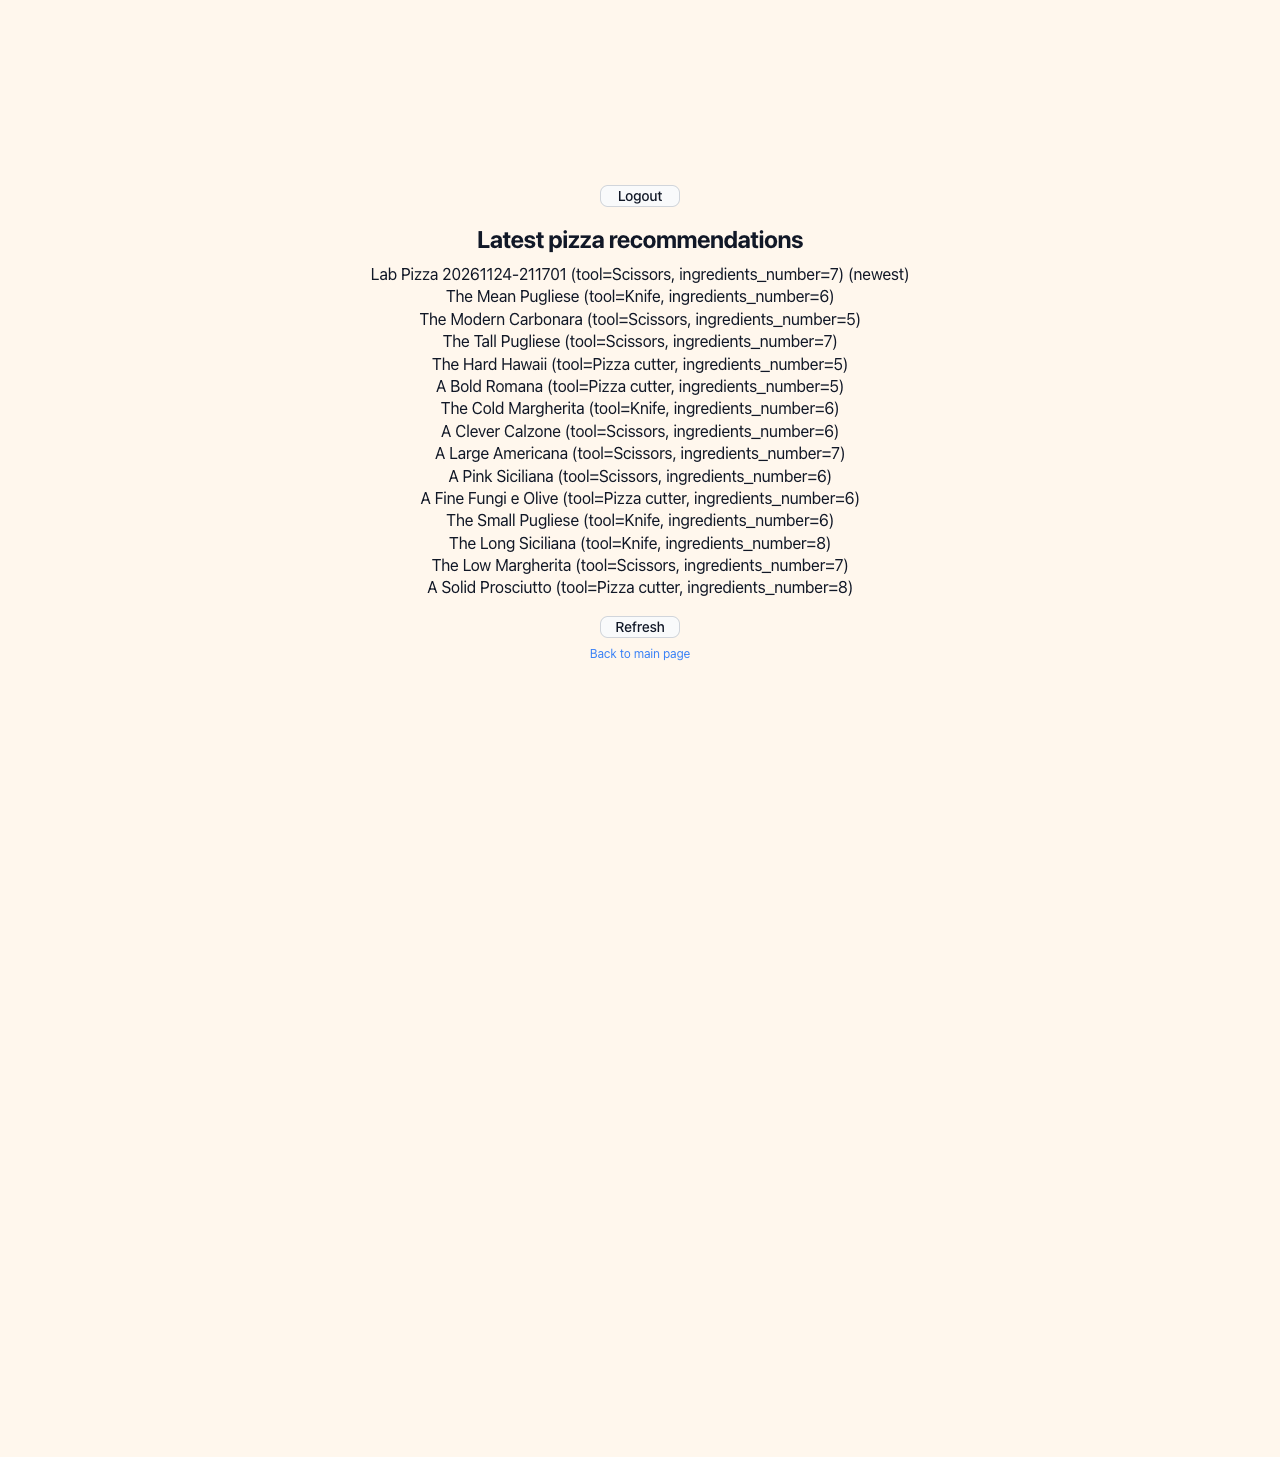 Logout
Latest pizza recommendations
Lab Pizza 20261124-211701 (tool=Scissors, ingredients_number=7) (newest)
The Mean Pugliese (tool=Knife, ingredients_number=6)
The Modern Carbonara (tool=Scissors, ingredients_number=5)
The Tall Pugliese (tool=Scissors, ingredients_number=7)
The Hard Hawaii (tool=Pizza cutter, ingredients_number=5)
A Bold Romana (tool=Pizza cutter, ingredients_number=5)
The Cold Margherita (tool=Knife, ingredients_number=6)
A Clever Calzone (tool=Scissors, ingredients_number=6)
A Large Americana (tool=Scissors, ingredients_number=7)
A Pink Siciliana (tool=Scissors, ingredients_number=6)
A Fine Fungi e Olive (tool=Pizza cutter, ingredients_number=6)
The Small Pugliese (tool=Knife, ingredients_number=6)
The Long Siciliana (tool=Knife, ingredients_number=8)
The Low Margherita (tool=Scissors, ingredients_number=7)
A Solid Prosciutto (tool=Pizza cutter, ingredients_number=8)
Refresh
Back to main page